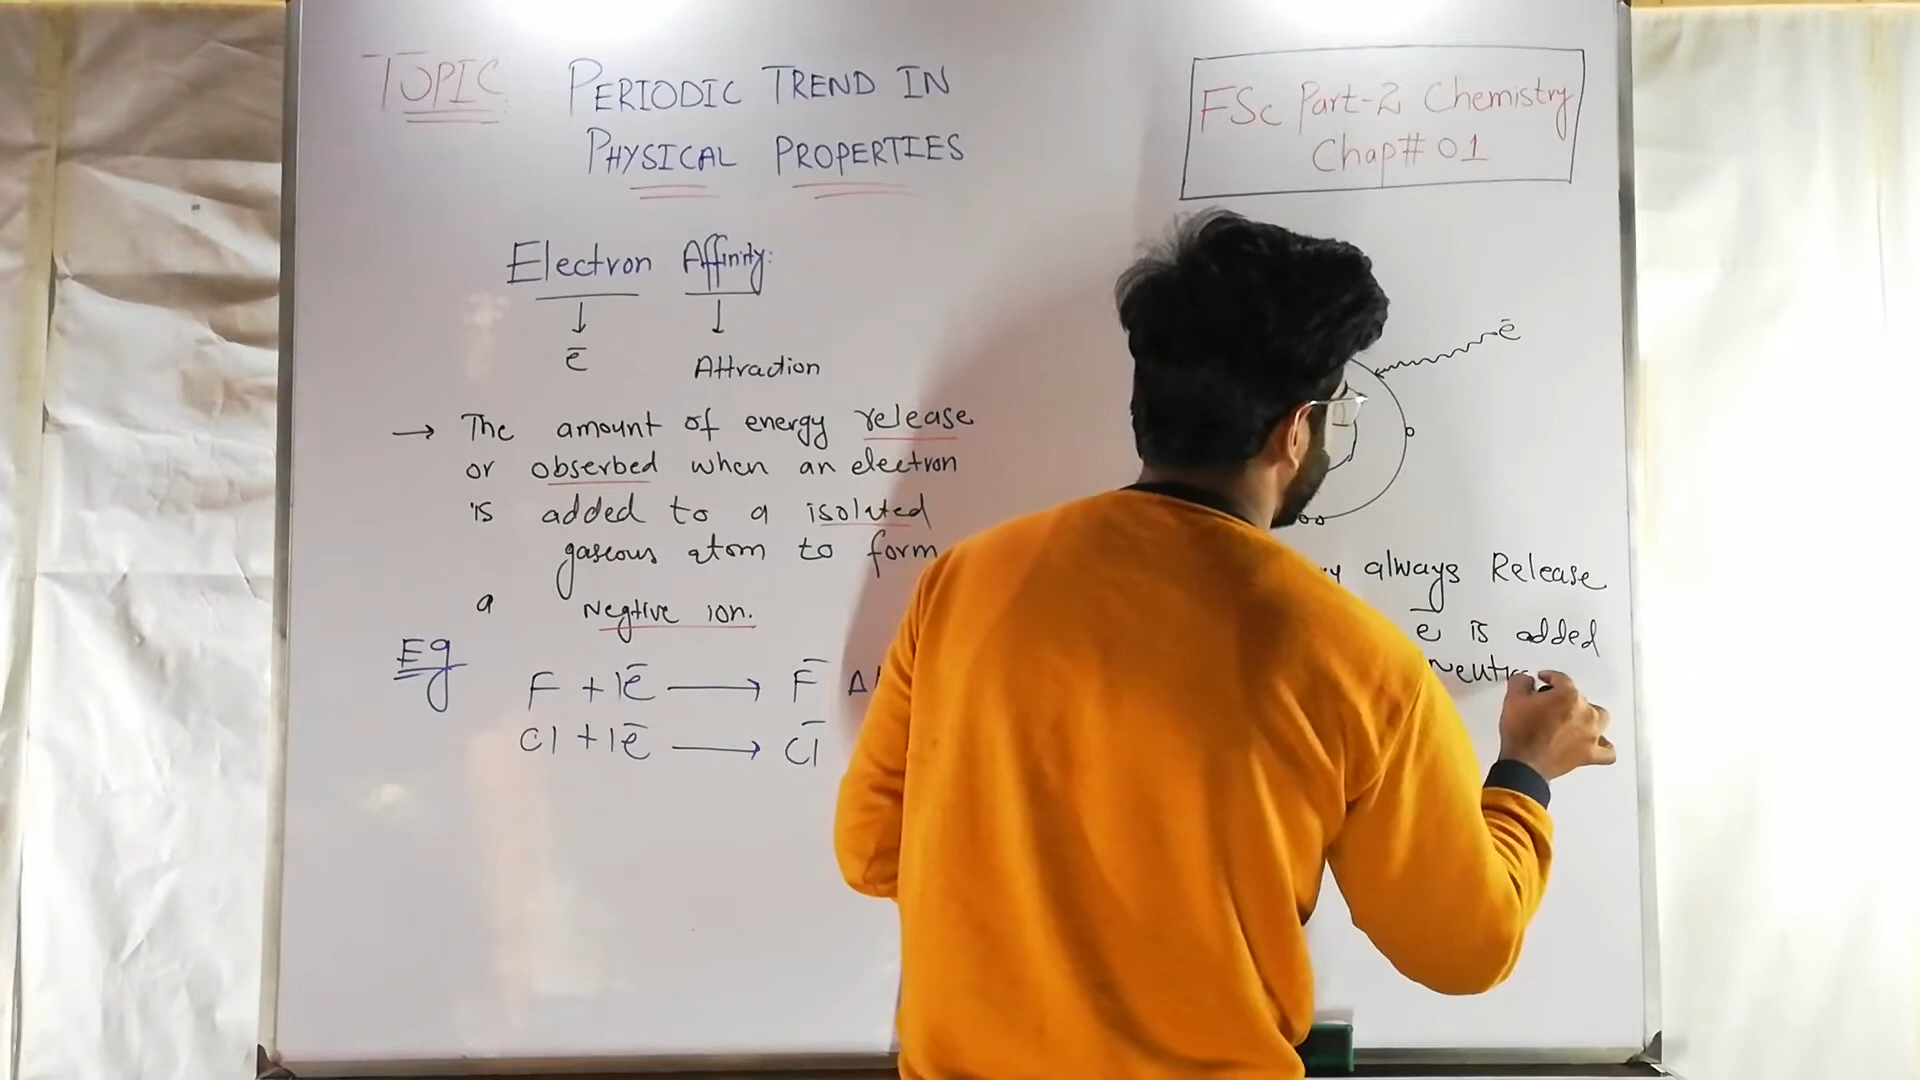 TOPIC: PERIODIC TREND IN
PHYSICAL PROPERTIES
FSc Part-2 Chemistry
Chap# 01
Electron Affinity:
ē Attraction
ē
→ The amount of energy release
or obserbed when an electron
is added to a isolated
gaseous atom to form
a Negtive ion.
Eg
F + 1ē ⟶ F̄
Cl + 1ē ⟶ Cl̄
always Release
ē is added